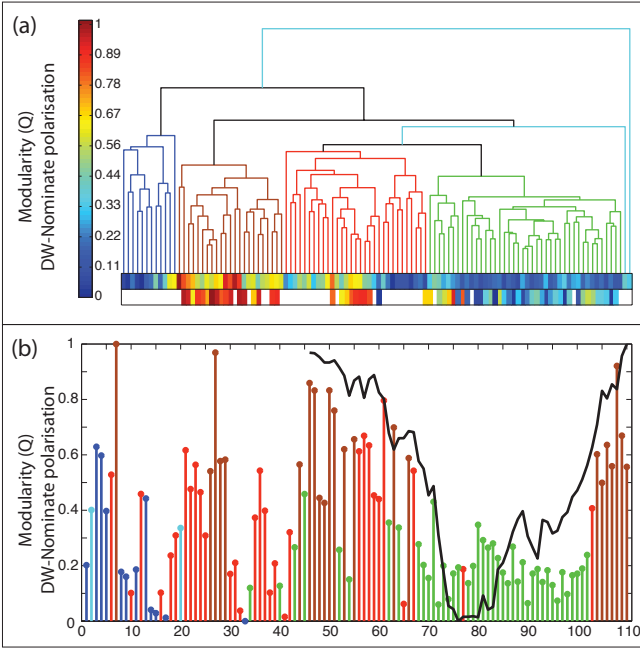 (a)
Modularity (Q)
DW-Nominate polarisation
1
0.89
0.78
0.67
0.56
0.44
0.33
0.22
0.11
0
(b)
Modularity (Q)
DW-Nominate polarisation
1
0.8
0.6
0.4
0.2
0
0 10 20 30 40 50 60 70 80 90 100 110